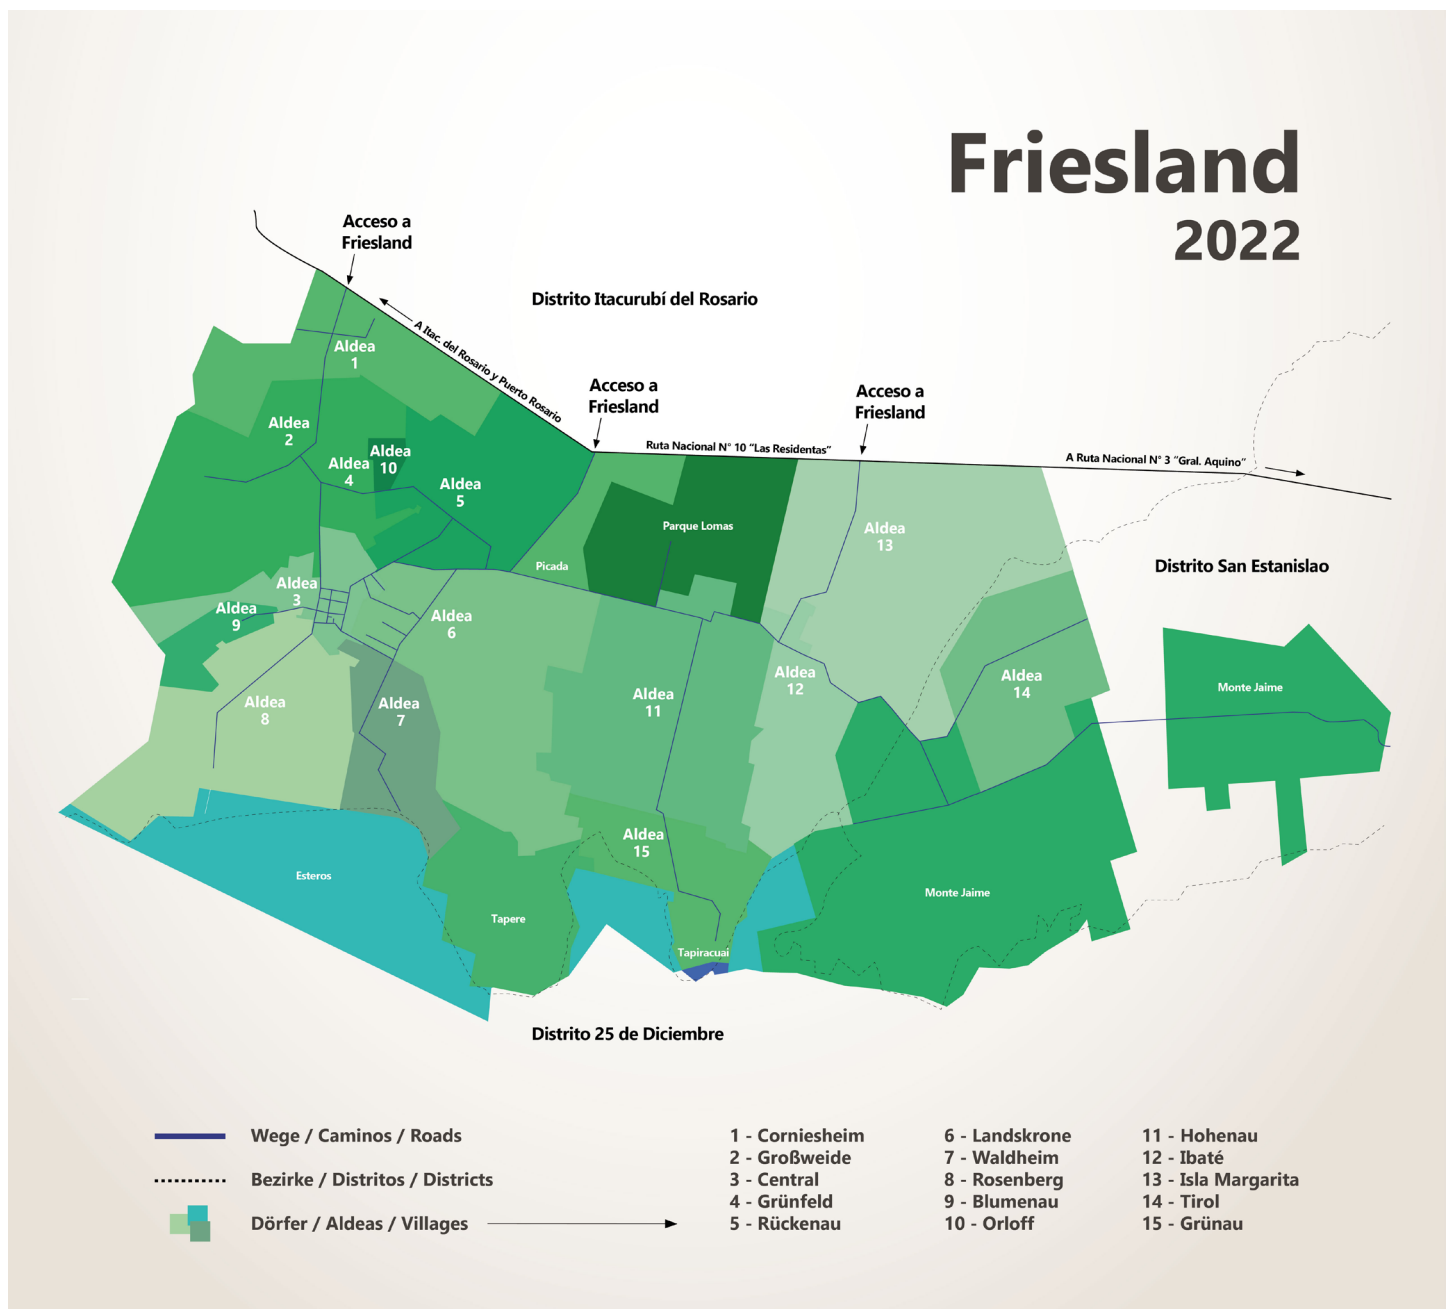 Friesland
2022
Acceso a
Friesland
Distrito Itacurubí del Rosario
A Itac. del Rosario y Puerto Rosario
Acceso a
Friesland
Acceso a
Friesland
Ruta Nacional N° 10 “Las Residentas”
A Ruta Nacional N° 3 “Gral. Aquino”
Aldea
1
Aldea
2
Aldea
10
Aldea
4
Aldea
5
Parque Lomas
Aldea
13
Picada
Distrito San Estanislao
Aldea
3
Aldea
9
Aldea
6
Aldea
8
Aldea
7
Aldea
11
Aldea
12
Aldea
14
Monte Jaime
Aldea
15
Esteros
Tapere
Tapiracuai
Monte Jaime
Distrito 25 de Diciembre
Wege / Caminos / Roads
Bezirke / Distritos / Districts
Dörfer / Aldeas / Villages
1 - Corniesheim
2 - Großweide
3 - Central
4 - Grünfeld
5 - Rückenau
6 - Landskrone
7 - Waldheim
8 - Rosenberg
9 - Blumenau
10 - Orloff
11 - Hohenau
12 - Ibaté
13 - Isla Margarita
14 - Tirol
15 - Grünau